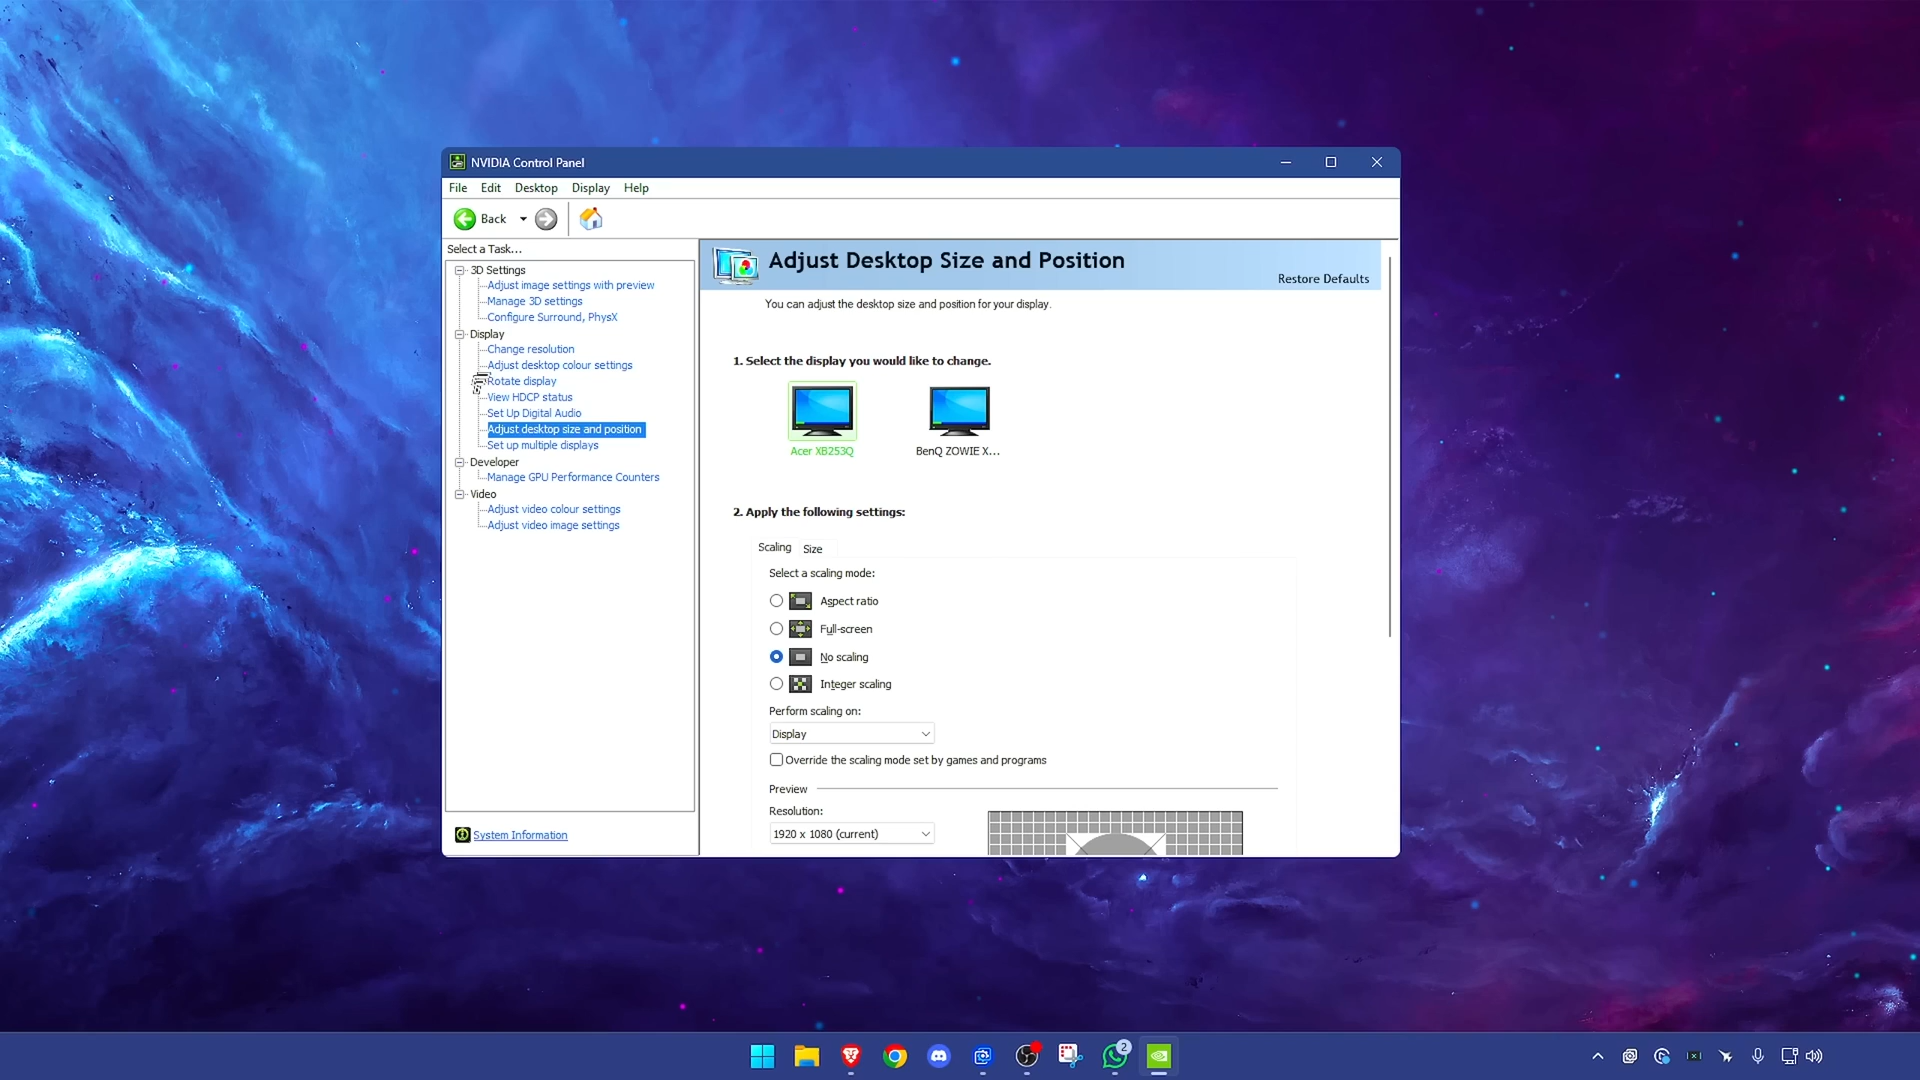 NVIDIA Control Panel
File Edit Desktop Display Help
Back
Select a Task...
3D Settings
Adjust image settings with preview
Manage 3D settings
Configure Surround, PhysX
Display
Change resolution
Adjust desktop colour settings
Rotate display
View HDCP status
Set Up Digital Audio
Adjust desktop size and position
Set up multiple displays
Developer
Manage GPU Performance Counters
Video
Adjust video colour settings
Adjust video image settings
System Information
Adjust Desktop Size and Position
Restore Defaults
You can adjust the desktop size and position for your display.
1. Select the display you would like to change.
Acer XB253Q
BenQ ZOWIE X...
2. Apply the following settings:
Scaling Size
Select a scaling mode:
Aspect ratio
Full-screen
No scaling
Integer scaling
Perform scaling on:
Display
Override the scaling mode set by games and programs
Preview
Resolution:
1920 x 1080 (current)
2